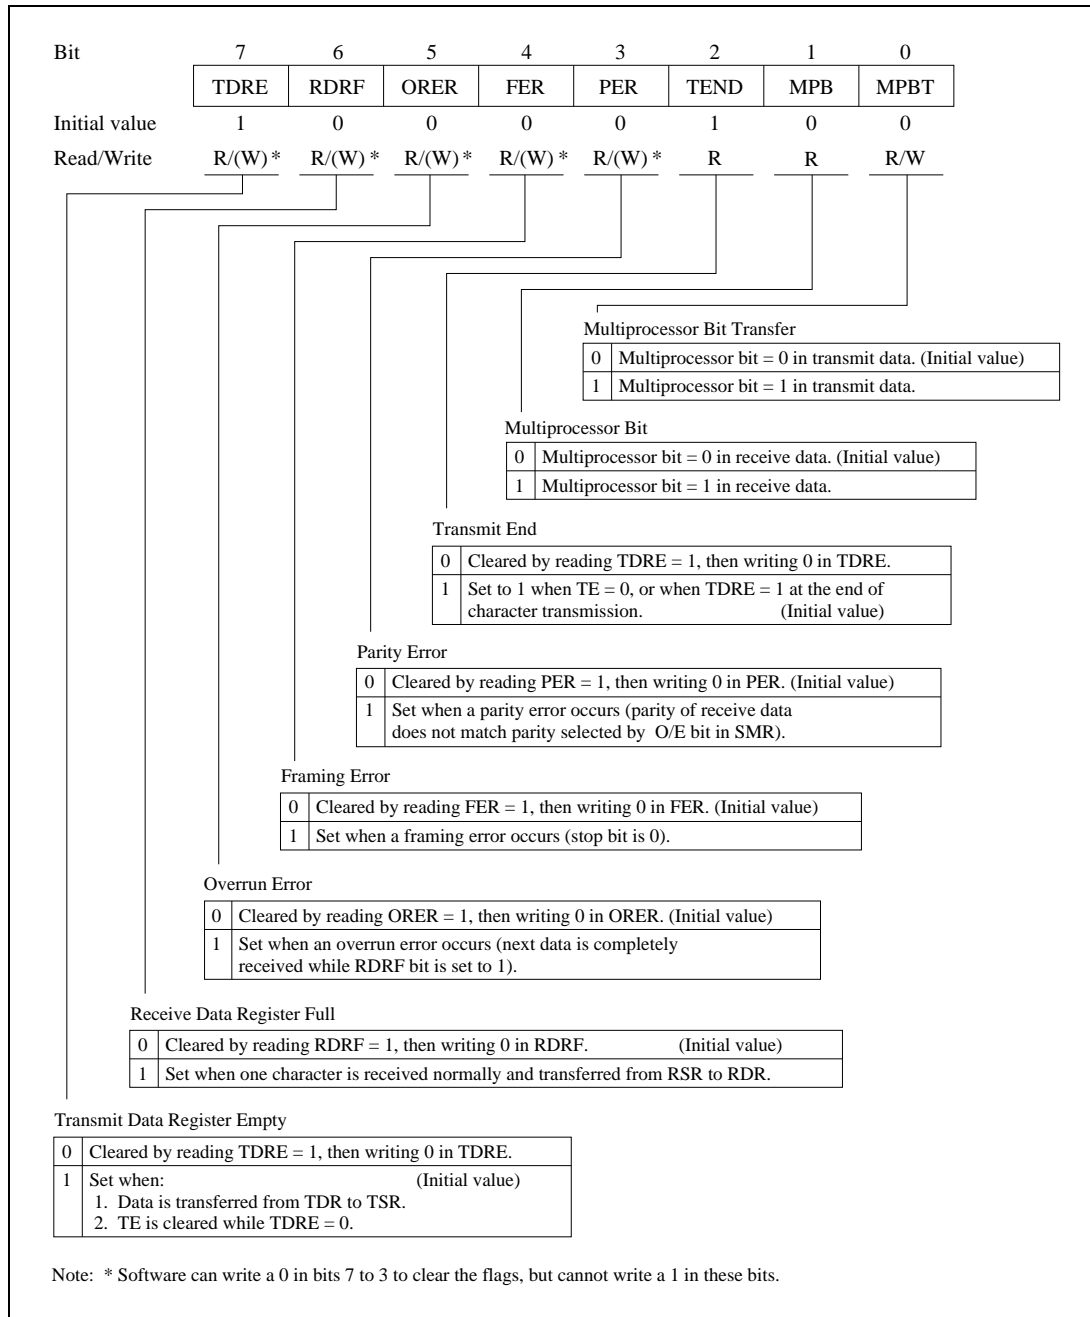 Bit 7 6 5 4 3 2 1 0
TDRE RDRF ORER FER PER TEND MPB MPBT
Initial value 1 0 0 0 0 1 0 0
Read/Write R/(W) * R/(W) * R/(W) * R/(W) * R/(W) * R R R/W
Multiprocessor Bit Transfer
0 Multiprocessor bit = 0 in transmit data. (Initial value)
1 Multiprocessor bit = 1 in transmit data.
Multiprocessor Bit
0 Multiprocessor bit = 0 in receive data. (Initial value)
1 Multiprocessor bit = 1 in receive data.
Transmit End
0 Cleared by reading TDRE = 1, then writing 0 in TDRE.
1 Set to 1 when TE = 0, or when TDRE = 1 at the end of
character transmission. (Initial value)
Parity Error
0 Cleared by reading PER = 1, then writing 0 in PER. (Initial value)
1 Set when a parity error occurs (parity of receive data
does not match parity selected by O/E bit in SMR).
Framing Error
0 Cleared by reading FER = 1, then writing 0 in FER. (Initial value)
1 Set when a framing error occurs (stop bit is 0).
Overrun Error
0 Cleared by reading ORER = 1, then writing 0 in ORER. (Initial value)
1 Set when an overrun error occurs (next data is completely
received while RDRF bit is set to 1).
Receive Data Register Full
0 Cleared by reading RDRF = 1, then writing 0 in RDRF. (Initial value)
1 Set when one character is received normally and transferred from RSR to RDR.
Transmit Data Register Empty
0 Cleared by reading TDRE = 1, then writing 0 in TDRE.
1 Set when: (Initial value)
1. Data is transferred from TDR to TSR.
2. TE is cleared while TDRE = 0.
Note: * Software can write a 0 in bits 7 to 3 to clear the flags, but cannot write a 1 in these bits.